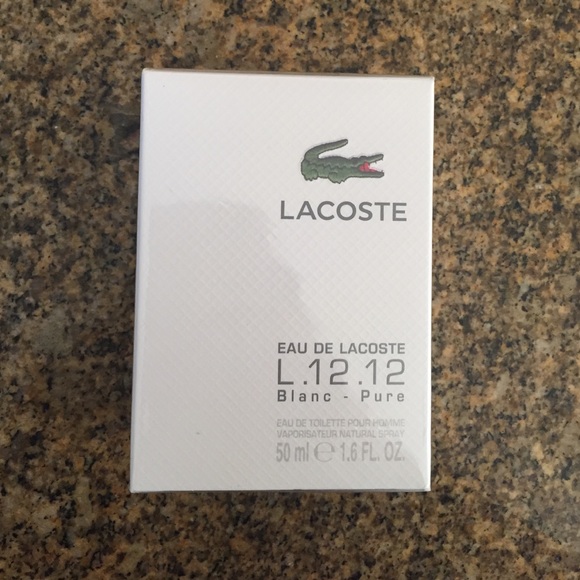 LACOSTE
EAU DE LACOSTE
L.12.12
Blanc - Pure
EAU DE TOILETTE POUR HOMME
VAPORISATEUR NATURAL SPRAY
50 ml ℮ 1.6 FL. OZ.